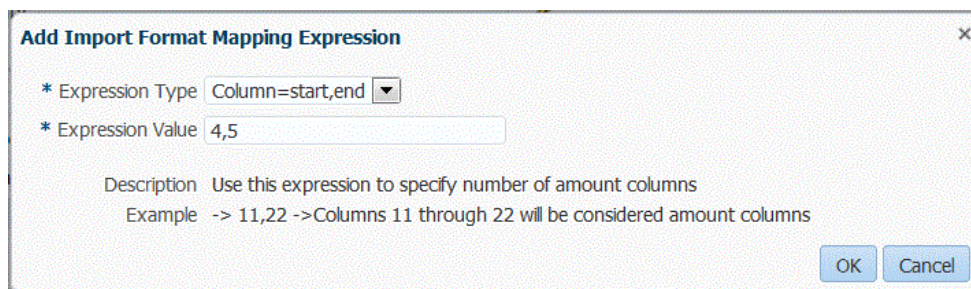 Add Import Format Mapping Expression
* Expression Type Column=start,end
* Expression Value 4,5
Description Use this expression to specify number of amount columns
Example -> 11,22 ->Columns 11 through 22 will be considered amount columns
OK Cancel